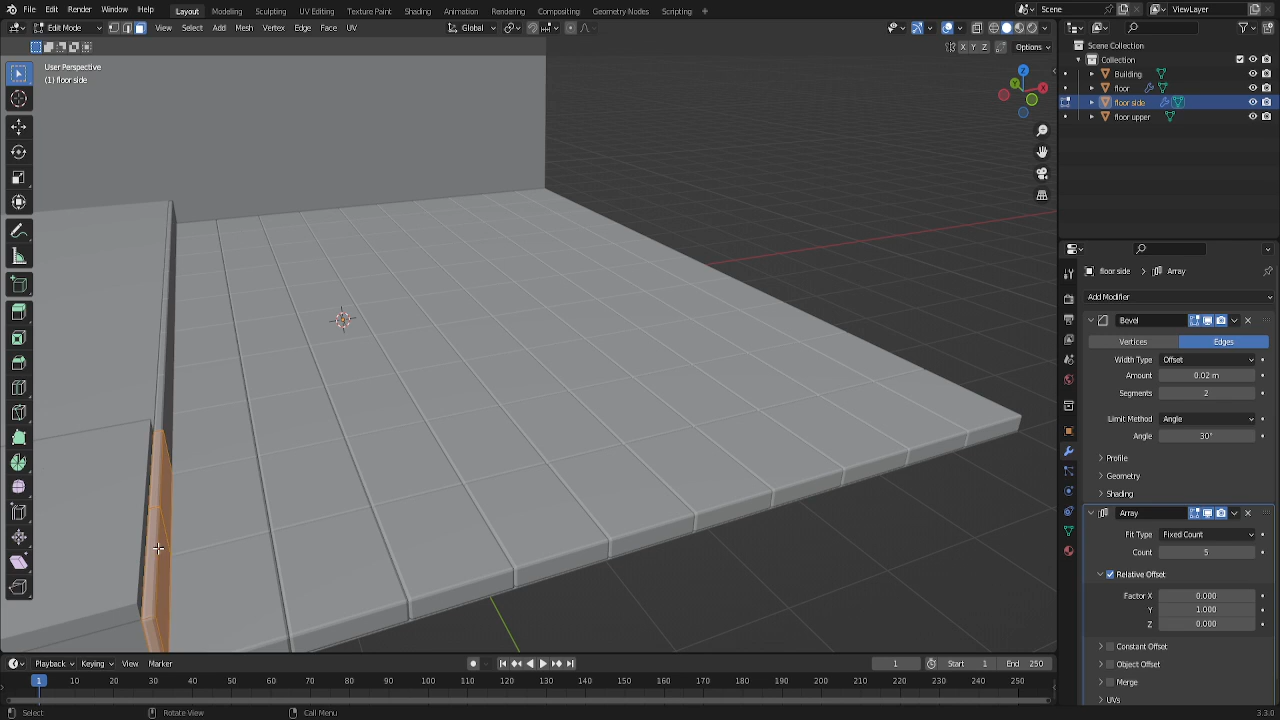 File Edit Render Window Help Layout Modeling Sculpting UV Editing Texture Paint Shading Animation Rendering Compositing Geometry Nodes Scripting + Scene ViewLayer
Edit Mode View Select Add Mesh Vertex Edge Face UV Global
X Y Z Options
User Perspective
(1) floor side
Z
Y X
Scene Collection
Collection
Building
floor
floor side
floor upper
floor side > Array
Add Modifier
Bevel
Vertices Edges
Width Type Offset
Amount 0.02 m
Segments 2
Limit Method Angle
Angle 30°
Profile
Geometry
Shading
Array
Fit Type Fixed Count
Count 5
Relative Offset
Factor X 0.000
Y 1.000
Z 0.000
Constant Offset
Object Offset
Merge
UVs
Playback Keying View Marker 1 Start 1 End 250
1 10 20 30 40 50 60 70 80 90 100 110 120 130 140 150 160 170 180 190 200 210 220 230 240 250
Select Rotate View Call Menu 3.3.0